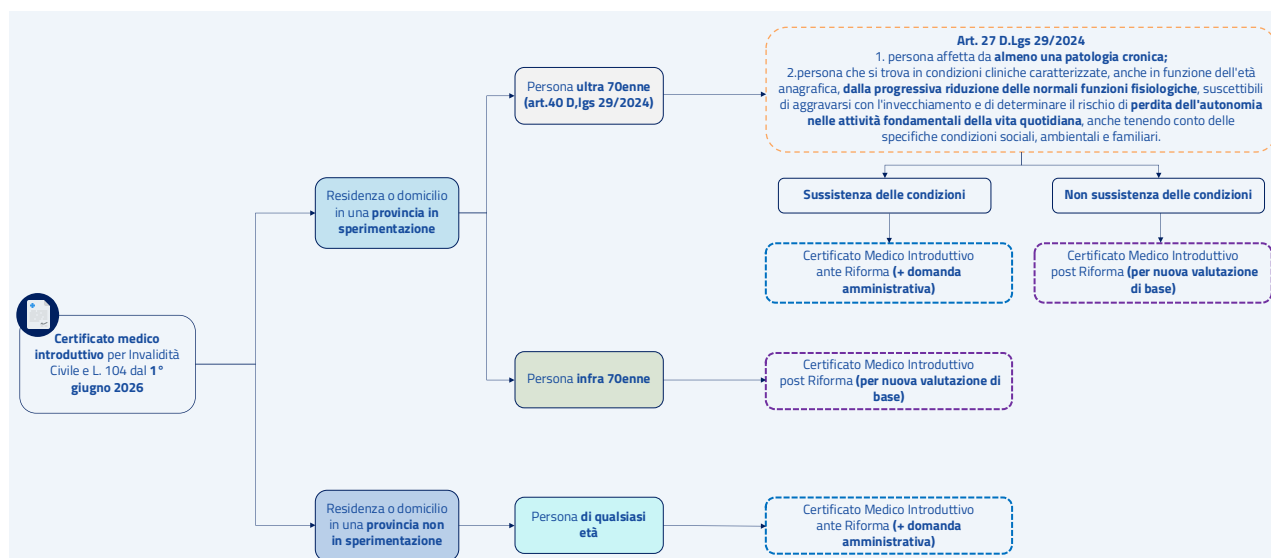 Certificato medico
introduttivo per Invalidità
Civile e L. 104 dal 1°
giugno 2026
Residenza o domicilio
in una provincia in
sperimentazione
Persona ultra 70enne
(art.40 D,lgs 29/2024)
Art. 27 D.Lgs 29/2024
1. persona affetta da almeno una patologia cronica;
2.persona che si trova in condizioni cliniche caratterizzate, anche in funzione dell'età
anagrafica, dalla progressiva riduzione delle normali funzioni fisiologiche, suscettibili
di aggravarsi con l'invecchiamento e di determinare il rischio di perdita dell'autonomia
nelle attività fondamentali della vita quotidiana, anche tenendo conto delle
specifiche condizioni sociali, ambientali e familiari.
Sussistenza delle condizioni
Non sussistenza delle condizioni
Certificato Medico Introduttivo
ante Riforma (+ domanda
amministrativa)
Certificato Medico Introduttivo
post Riforma (per nuova valutazione
di base)
Persona infra 70enne
Certificato Medico Introduttivo
post Riforma (per nuova valutazione di
base)
Residenza o domicilio
in una provincia non
in sperimentazione
Persona di qualsiasi
età
Certificato Medico Introduttivo
ante Riforma (+ domanda
amministrativa)